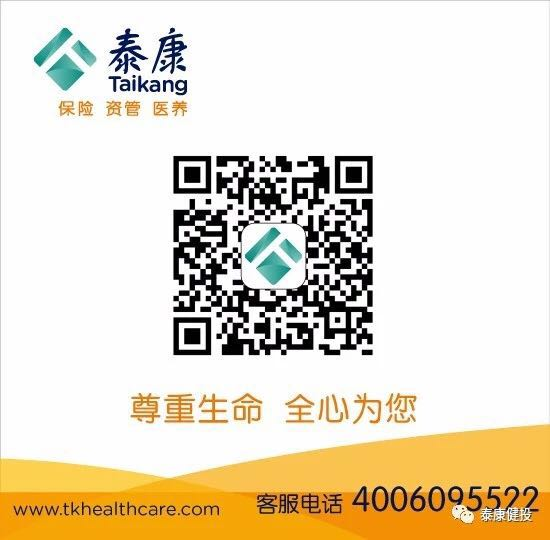 泰康
Taikang
保险 资管 医养
尊重生命 全心为您
www.tkhealthcare.com 客服电话 4006095522
泰康健投